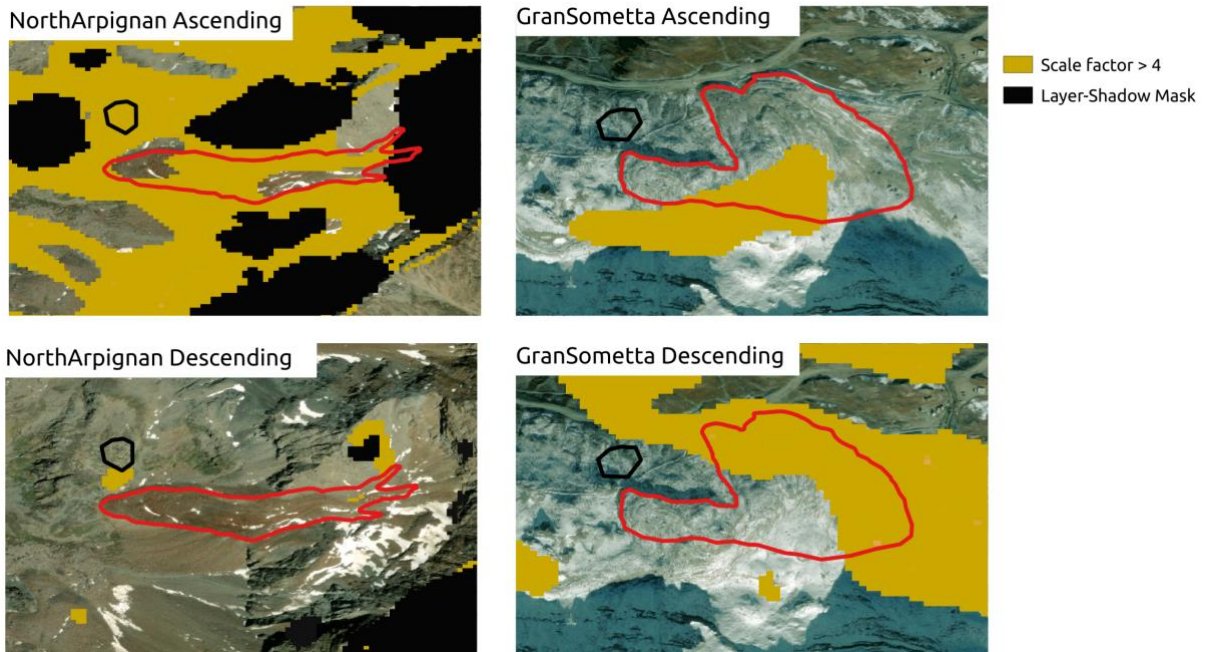 NorthArpignan Ascending
GranSometta Ascending
Scale factor > 4
Layer-Shadow Mask
NorthArpignan Descending
GranSometta Descending